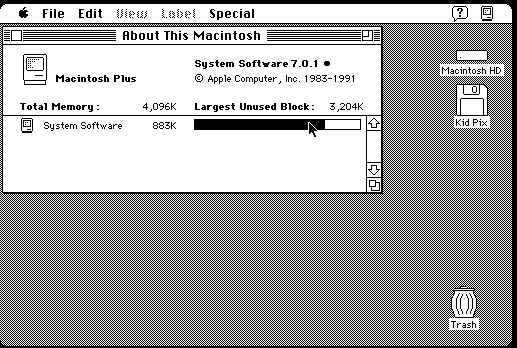 File Edit View Label Special
About This Macintosh
System Software 7.0.1 •
Macintosh Plus
© Apple Computer, Inc. 1983-1991
Total Memory : 4,096K Largest Unused Block : 3,204K
System Software 883K
Macintosh HD
Kid Pix
Trash